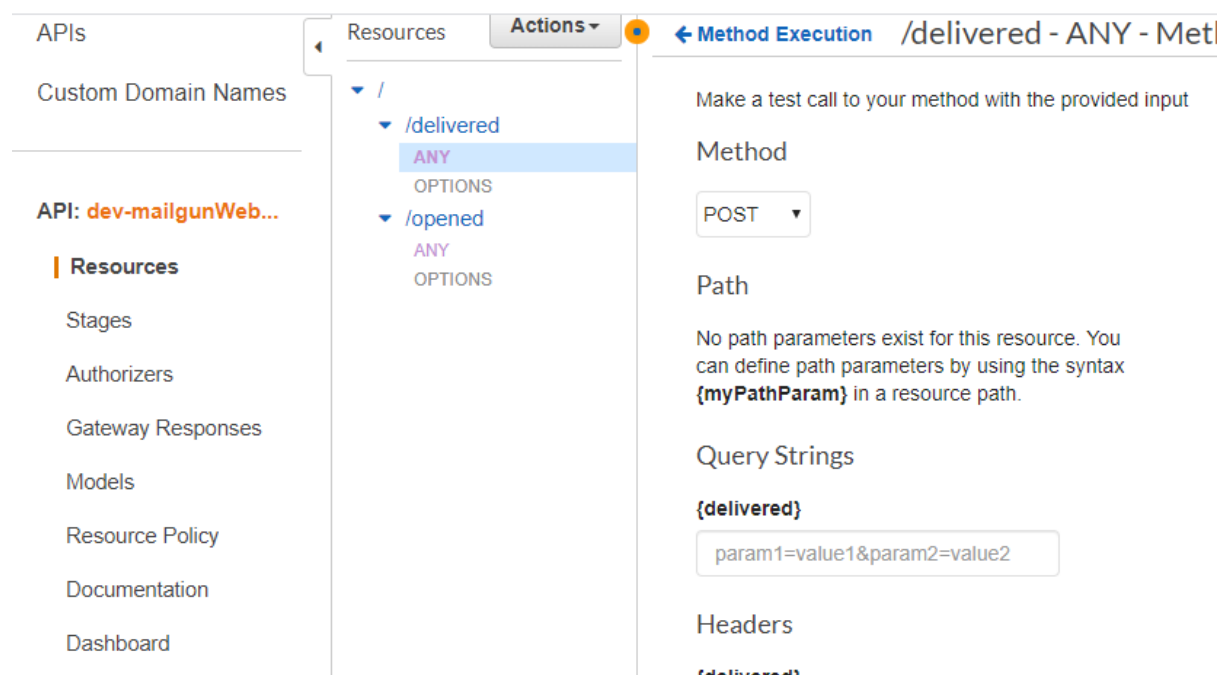 APIs
Custom Domain Names
API: dev-mailgunWeb...
Resources
Stages
Authorizers
Gateway Responses
Models
Resource Policy
Documentation
Dashboard
Resources
Actions
/
/delivered
ANY
OPTIONS
/opened
ANY
OPTIONS
Method Execution /delivered - ANY - Met
Make a test call to your method with the provided input
Method
POST
Path
No path parameters exist for this resource. You
can define path parameters by using the syntax
{myPathParam} in a resource path.
Query Strings
{delivered}
param1=value1&param2=value2
Headers
{delivered}